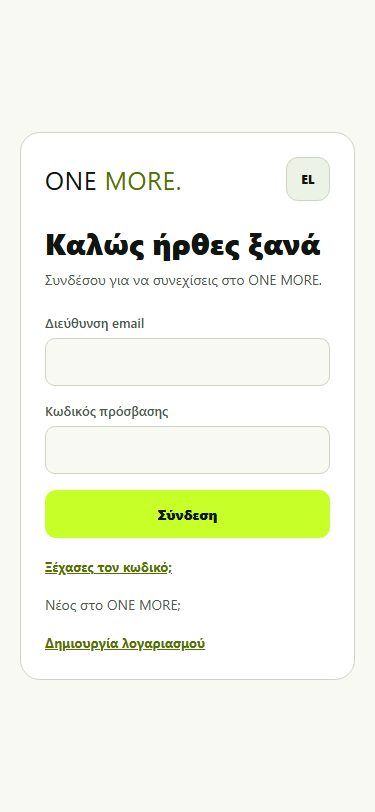 ONE MORE.
EL
Καλώς ήρθες ξανά
Συνδέσου για να συνεχίσεις στο ONE MORE.
Διεύθυνση email
Κωδικός πρόσβασης
Σύνδεση
Ξέχασες τον κωδικό;
Νέος στο ONE MORE;
Δημιουργία λογαριασμού